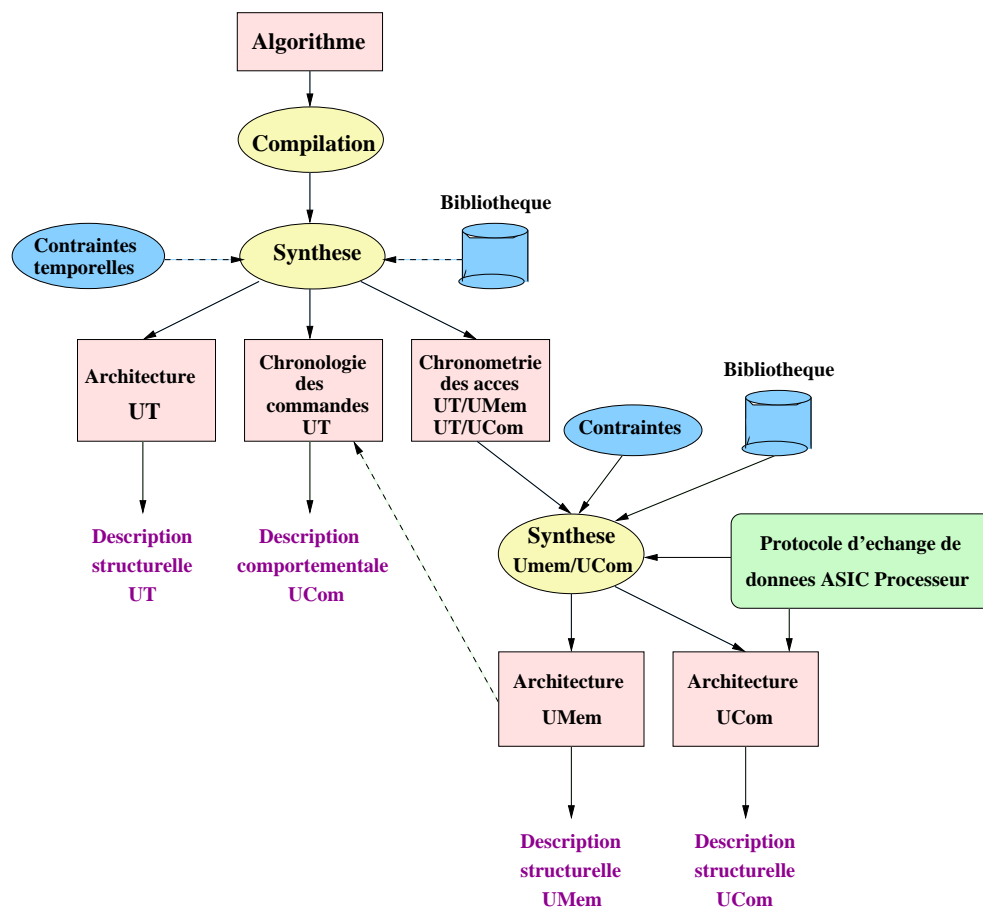 Algorithme
Compilation
Bibliotheque
Contraintes
temporelles
Synthese
Architecture
UT
Chronologie
des
commandes
UT
Chronometrie
des acces
UT/UMem
UT/UCom
Bibliotheque
Contraintes
Description
structurelle
UT
Description
comportementale
UCom
Synthese
Umem/UCom
Protocole d'echange de
donnees ASIC Processeur
Architecture
UMem
Architecture
UCom
Description
structurelle
UMem
Description
structurelle
UCom